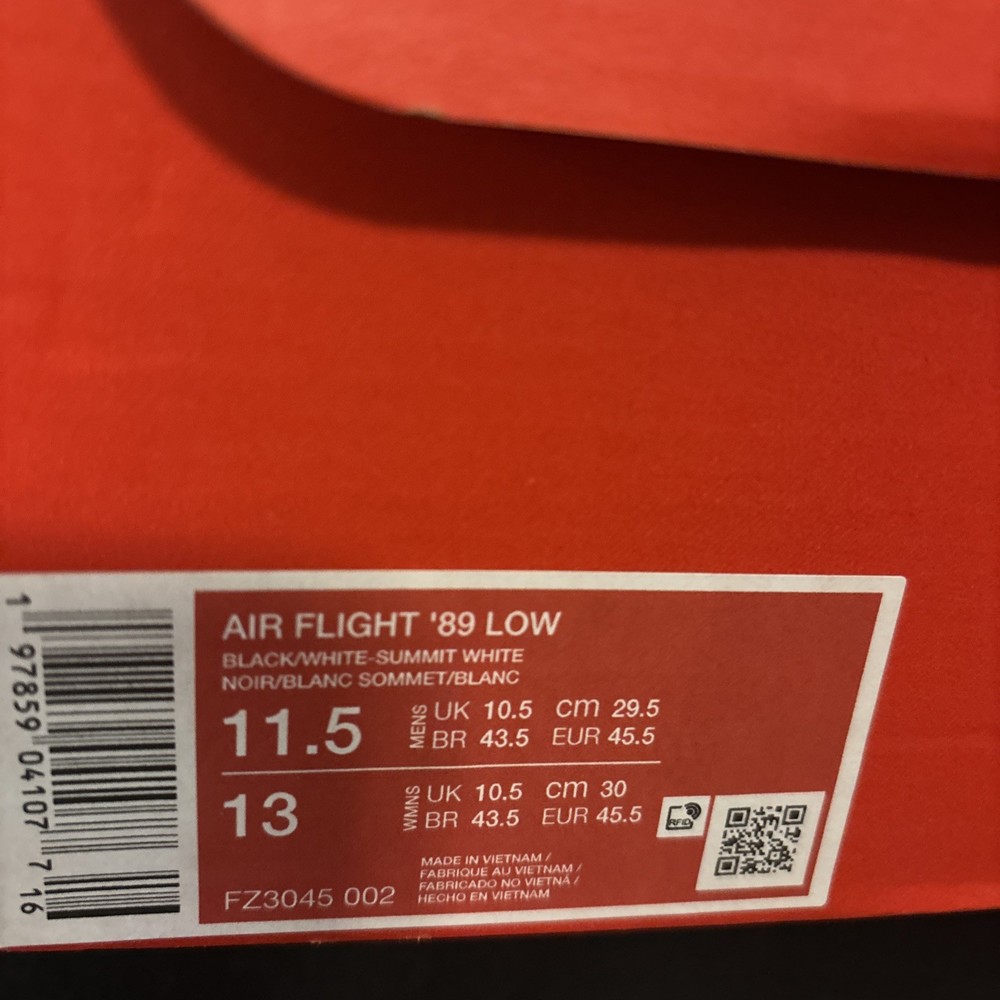 AIR FLIGHT '89 LOW
BLACK/WHITE-SUMMIT WHITE
NOIR/BLANC SOMMET/BLANC
11.5 MENS UK 10.5 cm 29.5
BR 43.5 EUR 45.5
13 WMNS UK 10.5 cm 30
BR 43.5 EUR 45.5
RFID
FZ3045 002
MADE IN VIETNAM /
FABRIQUE AU VIETNAM /
FABRICADO NO VIETNÃ /
HECHO EN VIETNAM
1 97859 04107 7 16